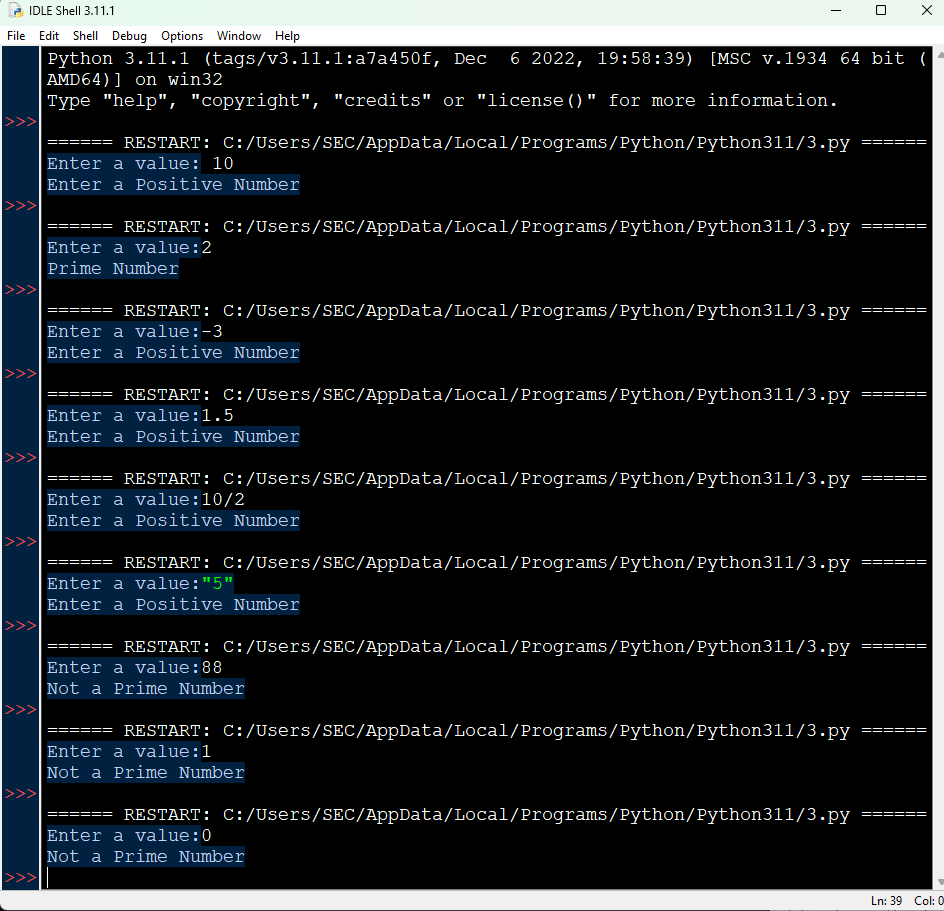 IDLE Shell 3.11.1
File Edit Shell Debug Options Window Help
Python 3.11.1 (tags/v3.11.1:a7a450f, Dec  6 2022, 19:58:39) [MSC v.1934 64 bit (
AMD64)] on win32
Type "help", "copyright", "credits" or "license()" for more information.
>>>
====== RESTART: C:/Users/SEC/AppData/Local/Programs/Python/Python311/3.py ======
Enter a value: 10
Enter a Positive Number
>>>
====== RESTART: C:/Users/SEC/AppData/Local/Programs/Python/Python311/3.py ======
Enter a value:2
Prime Number
>>>
====== RESTART: C:/Users/SEC/AppData/Local/Programs/Python/Python311/3.py ======
Enter a value:-3
Enter a Positive Number
>>>
====== RESTART: C:/Users/SEC/AppData/Local/Programs/Python/Python311/3.py ======
Enter a value:1.5
Enter a Positive Number
>>>
====== RESTART: C:/Users/SEC/AppData/Local/Programs/Python/Python311/3.py ======
Enter a value:10/2
Enter a Positive Number
>>>
====== RESTART: C:/Users/SEC/AppData/Local/Programs/Python/Python311/3.py ======
Enter a value:"5"
Enter a Positive Number
>>>
====== RESTART: C:/Users/SEC/AppData/Local/Programs/Python/Python311/3.py ======
Enter a value:88
Not a Prime Number
>>>
====== RESTART: C:/Users/SEC/AppData/Local/Programs/Python/Python311/3.py ======
Enter a value:1
Not a Prime Number
>>>
====== RESTART: C:/Users/SEC/AppData/Local/Programs/Python/Python311/3.py ======
Enter a value:0
Not a Prime Number
>>>
Ln: 39 Col: 0